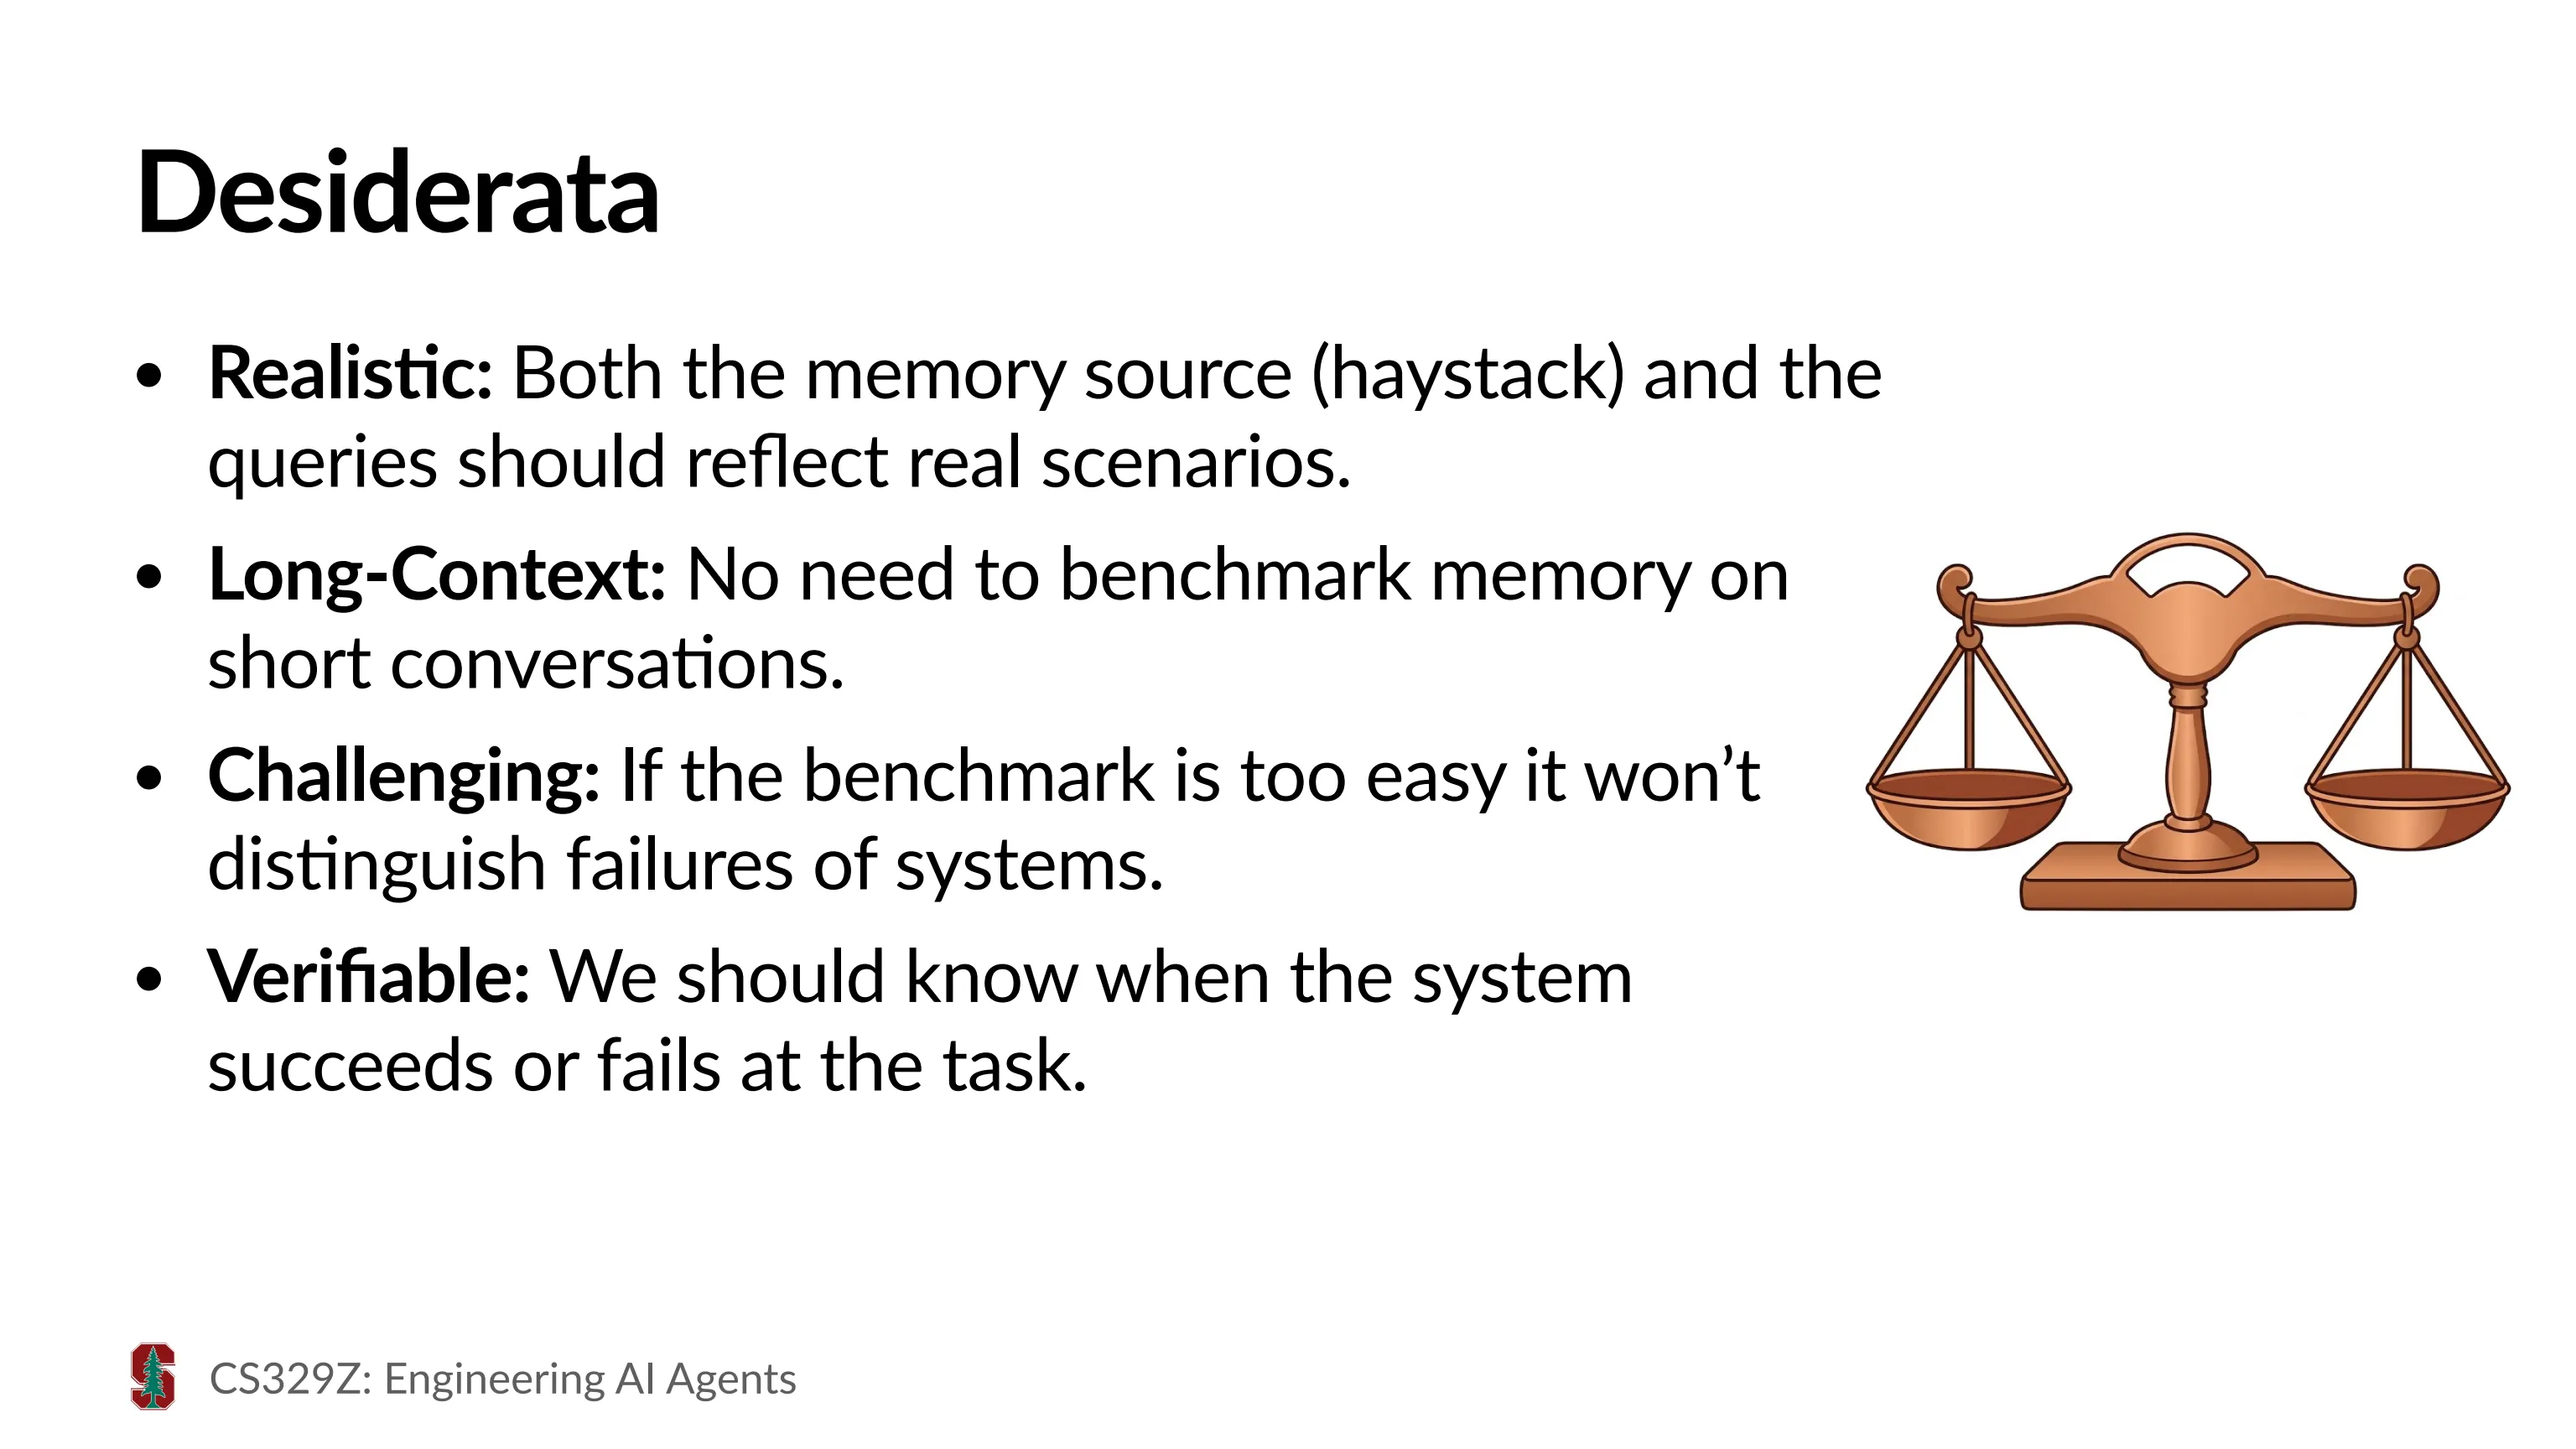 Desiderata
• Realistic: Both the memory source (haystack) and the
queries should reflect real scenarios.
• Long-Context: No need to benchmark memory on
short conversations.
• Challenging: If the benchmark is too easy it won’t
distinguish failures of systems.
• Verifiable: We should know when the system
succeeds or fails at the task.
CS329Z: Engineering AI Agents